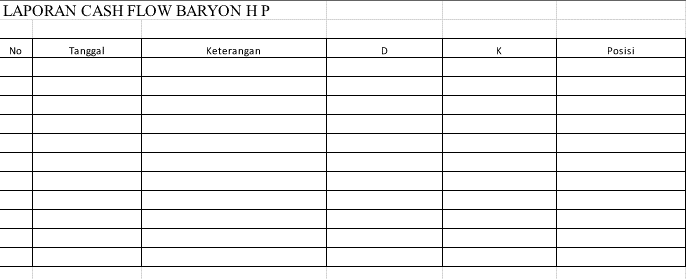 LAPORAN CASH FLOW BARYON H P
No Tanggal Keterangan D K Posisi